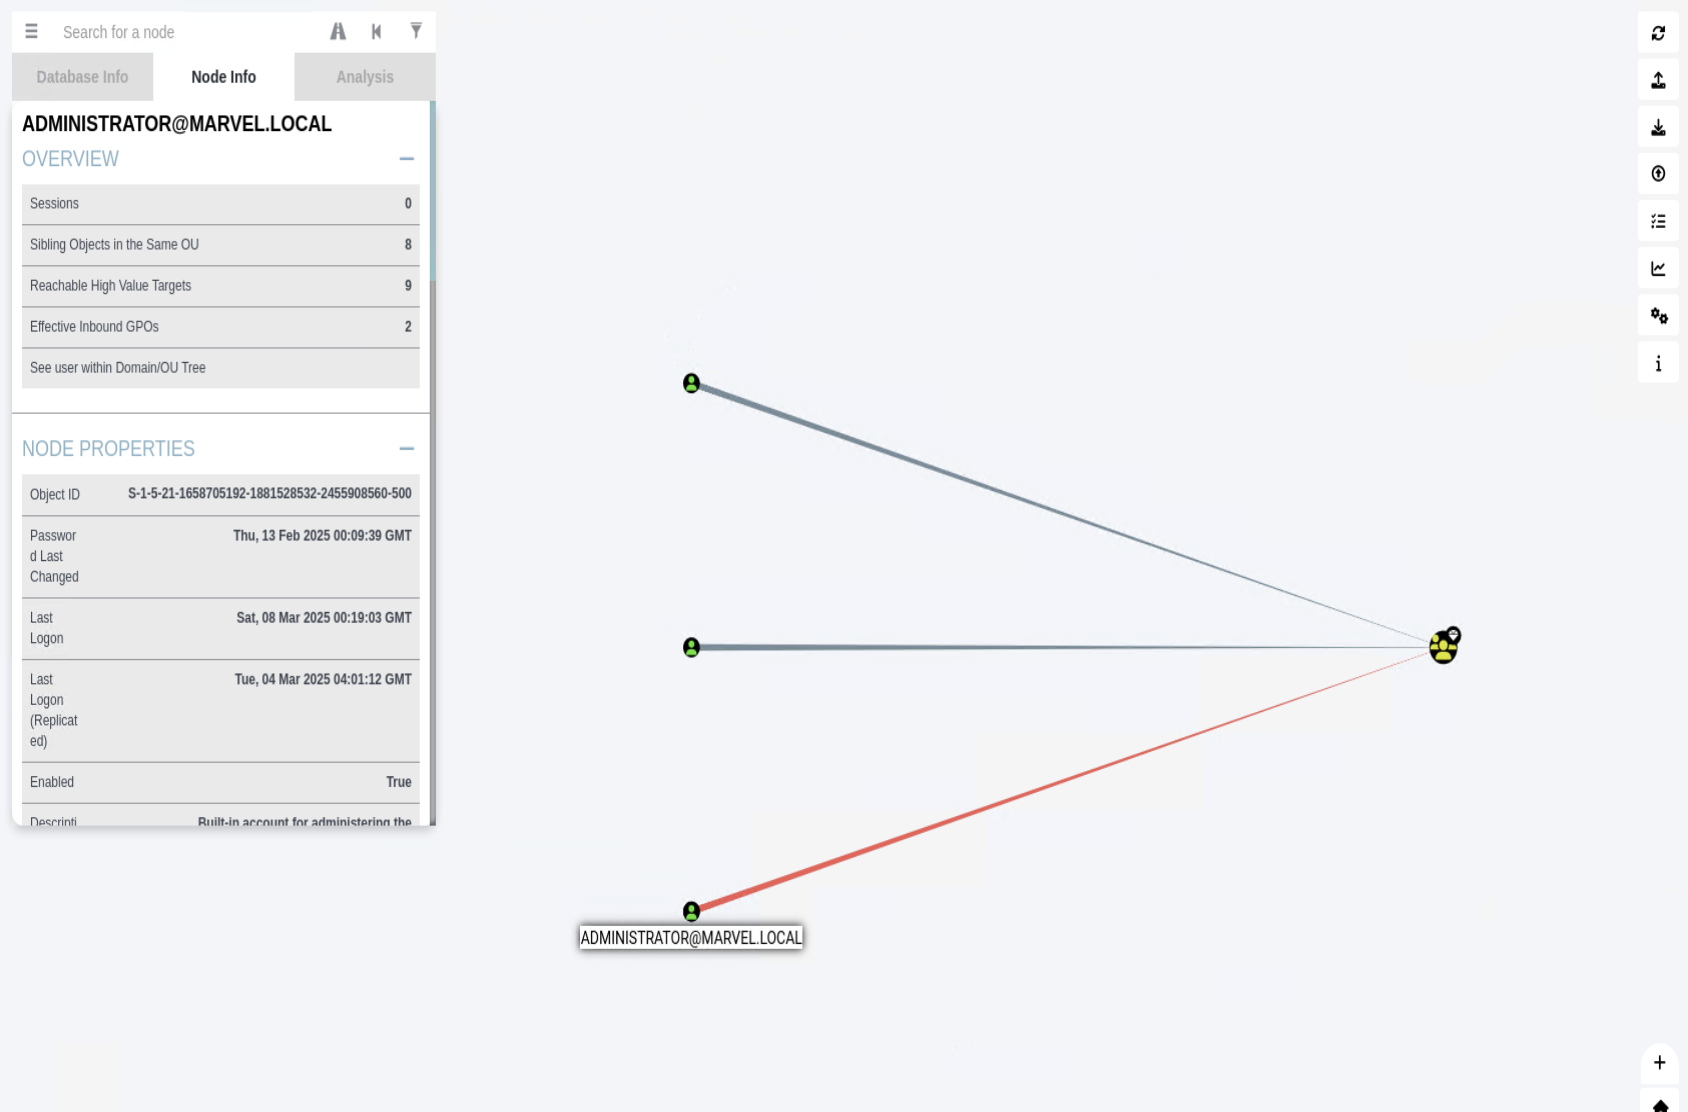 Search for a node
Database Info Node Info Analysis
ADMINISTRATOR@MARVEL.LOCAL
OVERVIEW
Sessions 0
Sibling Objects in the Same OU 8
Reachable High Value Targets 9
Effective Inbound GPOs 2
See user within Domain/OU Tree
NODE PROPERTIES
Object ID S-1-5-21-1658705192-1881528532-2455908560-500
Passwor Thu, 13 Feb 2025 00:09:39 GMT
d Last
Changed
Last Sat, 08 Mar 2025 00:19:03 GMT
Logon
Last Tue, 04 Mar 2025 04:01:12 GMT
Logon
(Replicat
ed)
Enabled True
Descripti Built-in account for administering the
ADMINISTRATOR@MARVEL.LOCAL